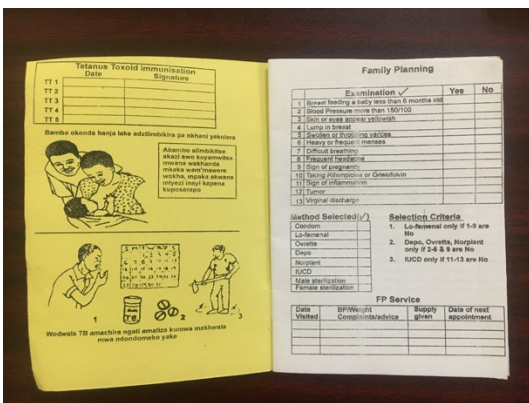 Tetanus Toxoid Immunisation
Date Signature
TT 1
TT 2
TT 3
TT 4
TT 5
Bambo okonda banja lake adzilimbikira pa nkhani yakulera
Abambo alimbikitse
akazi awo kuyamwitsa
mwena wakhanda
mkaka wam'mawere
wokha, mpaka akwane
miyezi inayi kapena
kuposerapo
S M T W T F S
1 2 3
Wodwala TB amachira ngati amaliza kumwa makhwala
mwa ndondomeko yake
Family Planning
Examination ✓ Yes No
1 Breast feeding a baby less than 6 months old
2 Blood Pressure more than 150/100
3 Skin or eyes appear yellowish
4 Lump in breast
5 Swollen or throbbing varices
6 Heavy or frequent menses
7 Difficult breathing
8 Frequent headache
9 Sign of pregnancy
10 Taking Rifampicine or Grisiofulvin
11 Sign of inflammation
12 Tumor
13 Virginal discharge
Method Selected(✓)
Condom
Lo-femenal
Ovrette
Depo
Norplant
IUCD
Male sterilization
Female sterilization
Selection Criteria
1. Lo-femenal only if 1-9 are
No
2. Depo, Ovrette, Norplant
only if 2-6 & 9 are No
3. IUCD only if 11-13 are No
FP Service
Date Visited BP/Weight Complaints/advice Supply given Date of next appointment